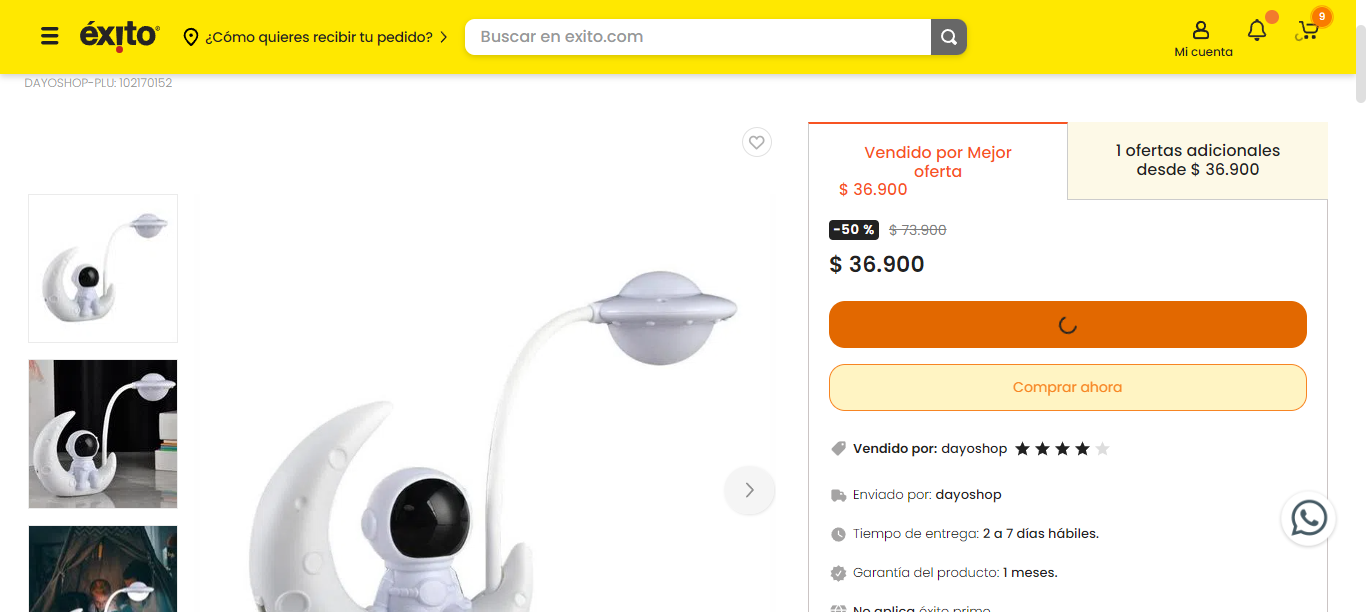 éxito
¿Cómo quieres recibir tu pedido?
Buscar en exito.com
Mi cuenta
9
DAYOSHOP-PLU: 102170152
Vendido por Mejor
oferta
$ 36.900
1 ofertas adicionales
desde $ 36.900
-50 % $ 73.900
$ 36.900
Comprar ahora
Vendido por: dayoshop
Enviado por: dayoshop
Tiempo de entrega: 2 a 7 días hábiles.
Garantía del producto: 1 meses.
No aplica éxito primo